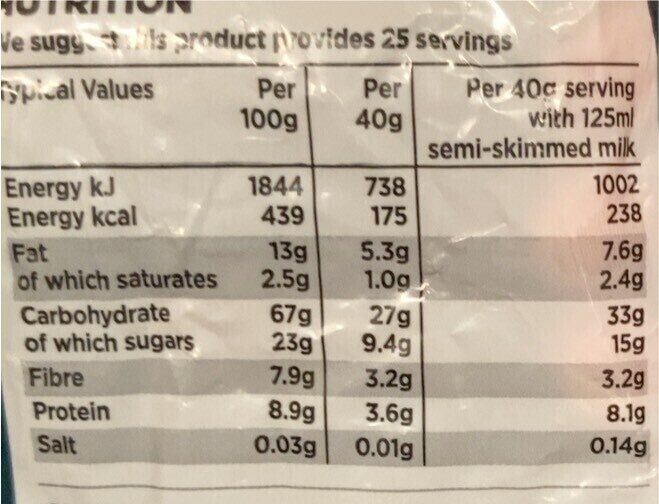 NUTRITION
We suggest this product provides 25 servings
Typical Values Per 100g Per 40g Per 40g serving with 125ml semi-skimmed milk
Energy kJ 1844 738 1002
Energy kcal 439 175 238
Fat 13g 5.3g 7.6g
of which saturates 2.5g 1.0g 2.4g
Carbohydrate 67g 27g 33g
of which sugars 23g 9.4g 15g
Fibre 7.9g 3.2g 3.2g
Protein 8.9g 3.6g 8.1g
Salt 0.03g 0.01g 0.14g